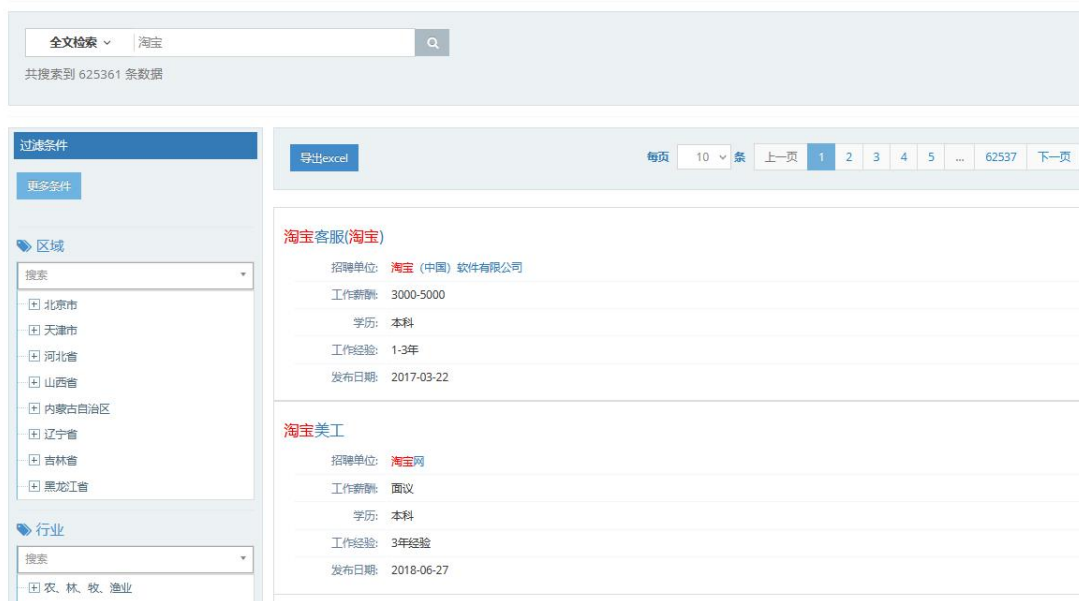 全文检索 淘宝
共搜索到 625361 条数据
过滤条件
更多条件
区域
搜索
北京市
天津市
河北省
山西省
内蒙古自治区
辽宁省
吉林省
黑龙江省
行业
搜索
农、林、牧、渔业
导出excel 每页 10 条 上一页 1 2 3 4 5 ... 62537 下一页
淘宝客服(淘宝)
招聘单位: 淘宝（中国）软件有限公司
工作薪酬: 3000-5000
学历: 本科
工作经验: 1-3年
发布日期: 2017-03-22
淘宝美工
招聘单位: 淘宝网
工作薪酬: 面议
学历: 本科
工作经验: 3年经验
发布日期: 2018-06-27